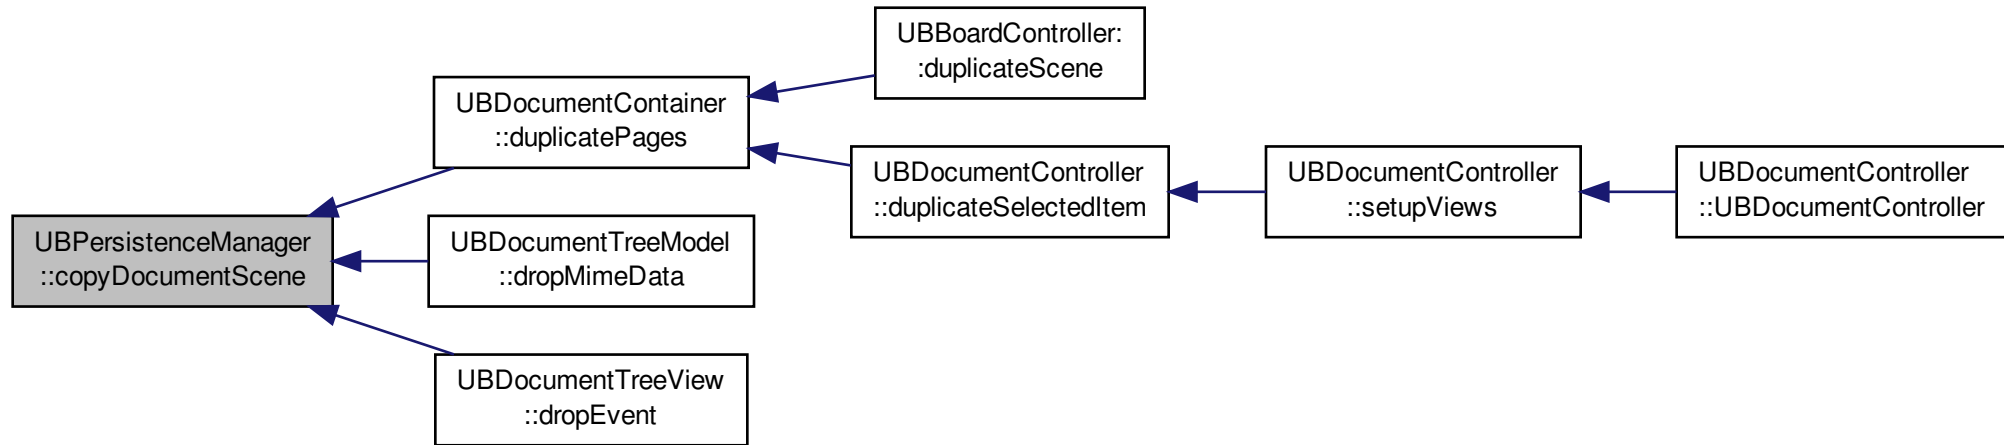 UBPersistenceManager
::copyDocumentScene
UBDocumentContainer
::duplicatePages
UBDocumentTreeModel
::dropMimeData
UBDocumentTreeView
::dropEvent
UBBoardController:
:duplicateScene
UBDocumentController
::duplicateSelectedItem
UBDocumentController
::setupViews
UBDocumentController
::UBDocumentController